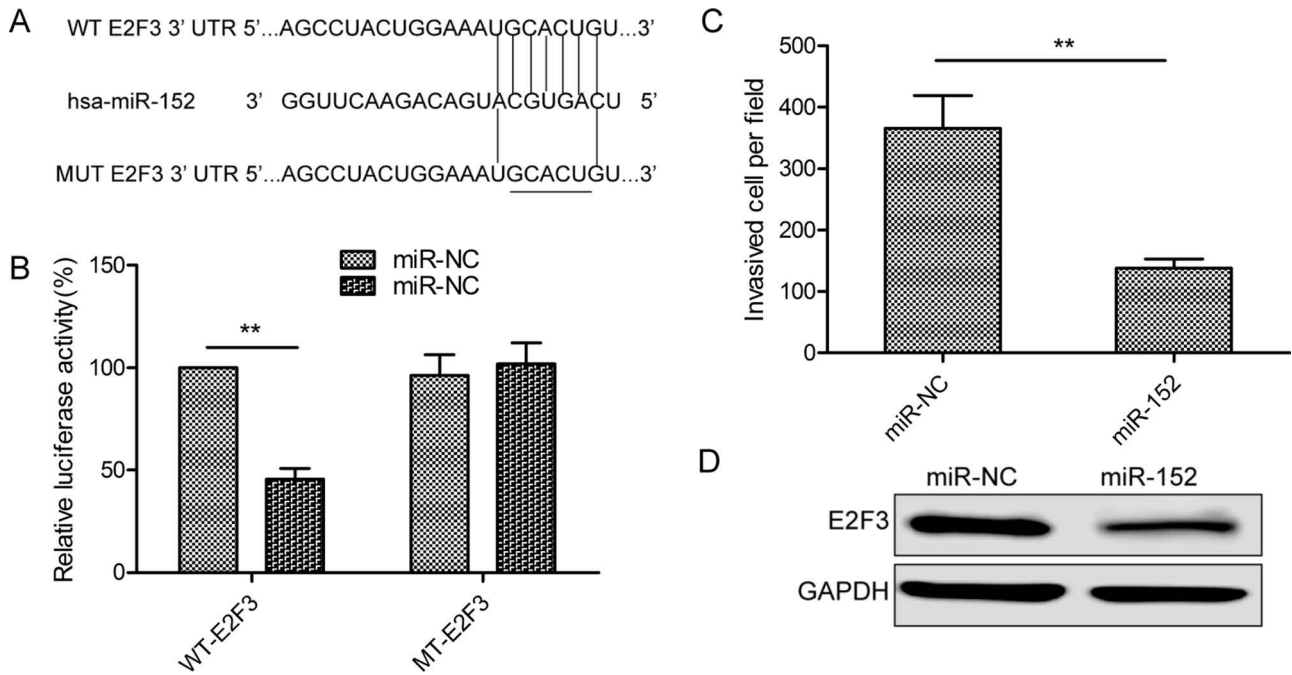 A
WT E2F3 3’ UTR 5’...AGCCUACUGGAAAUGCACUGU...3’
hsa-miR-152 3’ GGUUCAAGACAGUACGUGACU 5’
MUT E2F3 3’ UTR 5’...AGCCUACUGGAAAUGCACUGU...3’
B
miR-NC
miR-NC
Relative luciferase activity(%)
150
100
50
0
**
WT-E2F3
MT-E2F3
C
Invasived cell per field
500
400
300
200
100
0
**
miR-NC
miR-152
D
miR-NC miR-152
E2F3
GAPDH